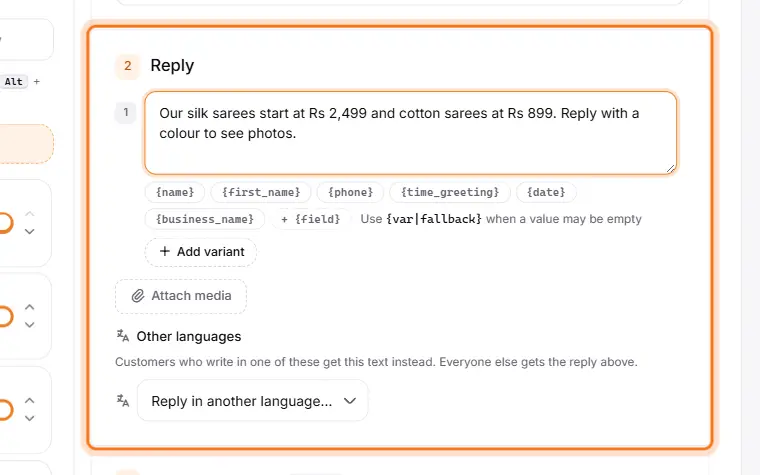 Alt +
2 Reply
1
Our silk sarees start at Rs 2,499 and cotton sarees at Rs 899. Reply with a
colour to see photos.
{name} {first_name} {phone} {time_greeting} {date}
{business_name} + {field} Use {var|fallback} when a value may be empty
+ Add variant
Attach media
Other languages
Customers who write in one of these get this text instead. Everyone else gets the reply above.
Reply in another language...